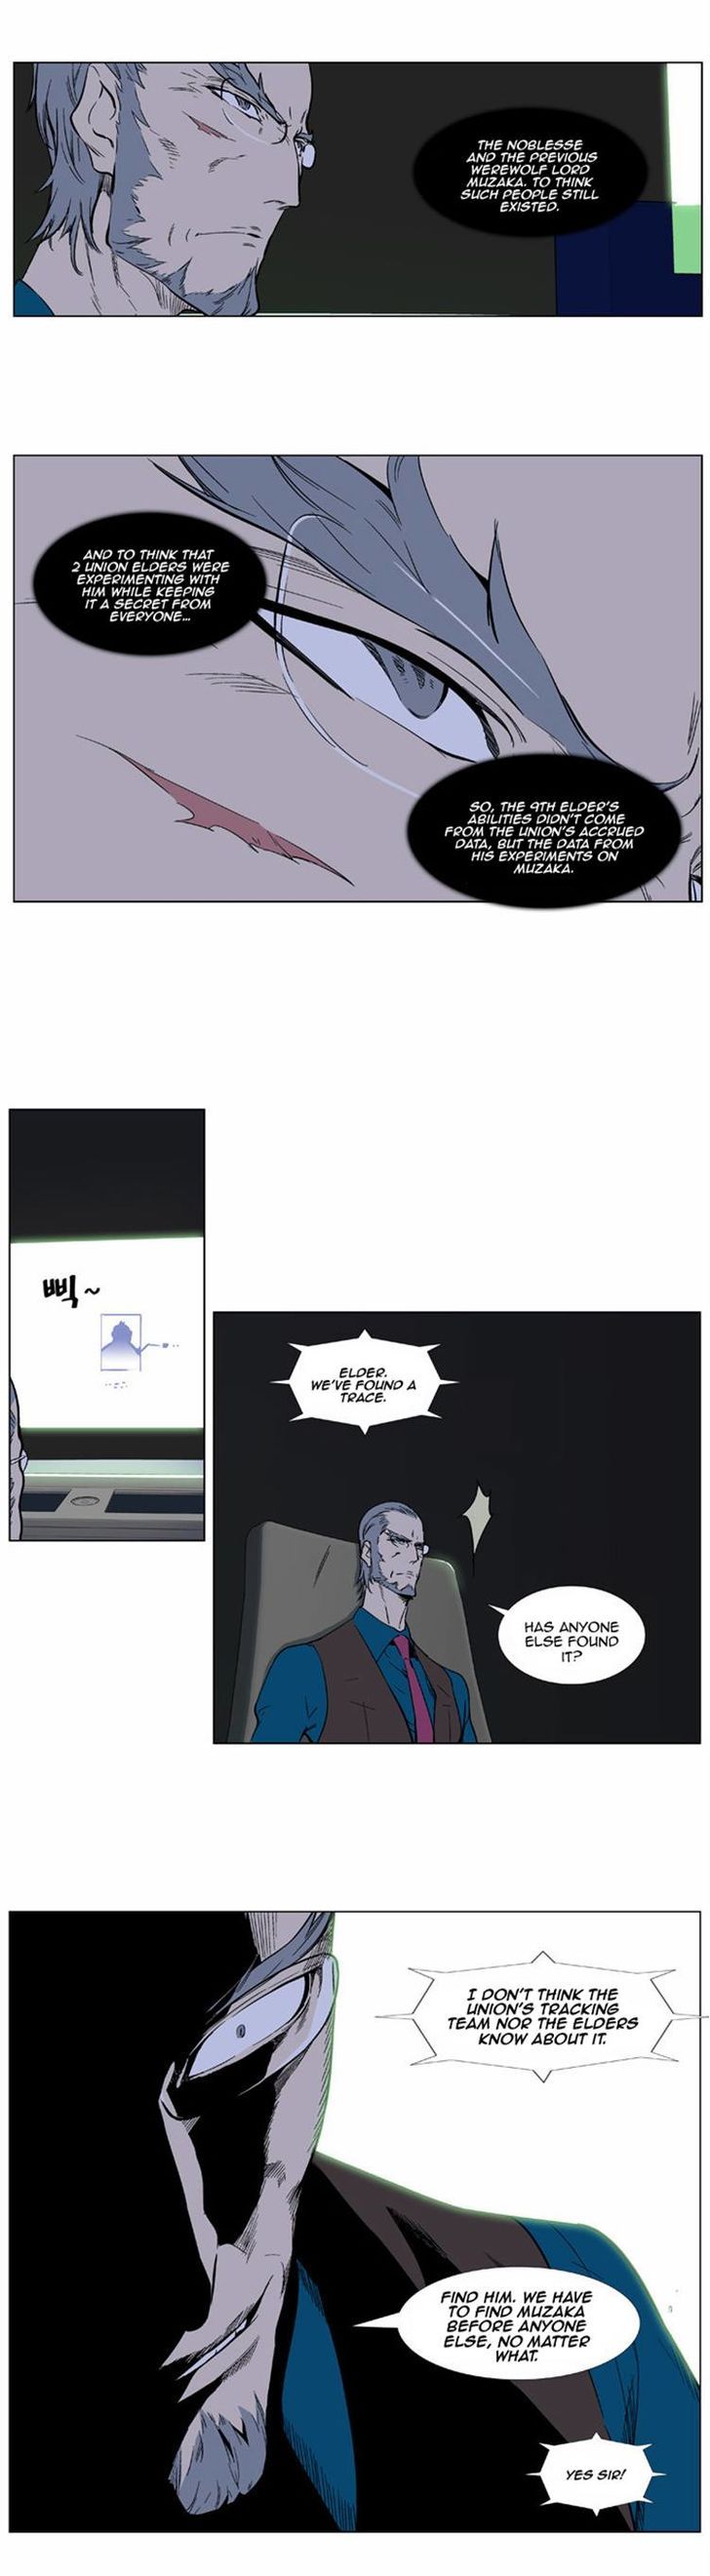 THE NOBLESSE
AND THE PREVIOUS
WEREWOLF LORD
MUZAKA. TO THINK
SUCH PEOPLE STILL
EXISTED.
AND TO THINK THAT
2 UNION ELDERS WERE
EXPERIMENTING WITH
HIM WHILE KEEPING
IT A SECRET FROM
EVERYONE...
SO, THE 9TH ELDER'S
ABILITIES DIDN'T COME
FROM THE UNION'S ACCRUED
DATA, BUT THE DATA FROM
HIS EXPERIMENTS ON
MUZAKA.
삑~
ELDER.
WE'VE FOUND A
TRACE.
HAS ANYONE
ELSE FOUND
IT?
I DON'T THINK THE
UNION'S TRACKING
TEAM NOR THE ELDERS
KNOW ABOUT IT.
FIND HIM. WE HAVE
TO FIND MUZAKA
BEFORE ANYONE
ELSE, NO MATTER
WHAT.
YES SIR!